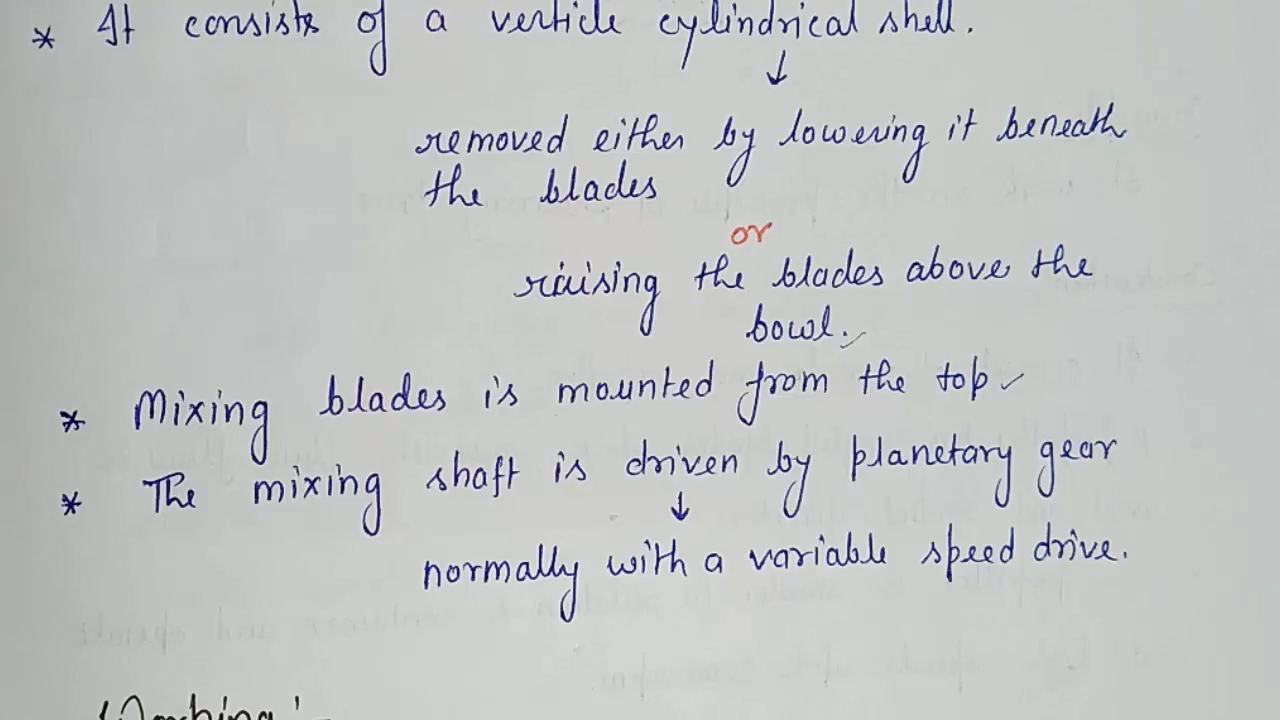 * It consists of a verticle cylindrical shell.
↓
removed either by lowering it beneath
the blades
or
raising the blades above the
bowl.
* Mixing blades is mounted from the top
* The mixing shaft is driven by planetary gear
↓
normally with a variable speed drive.